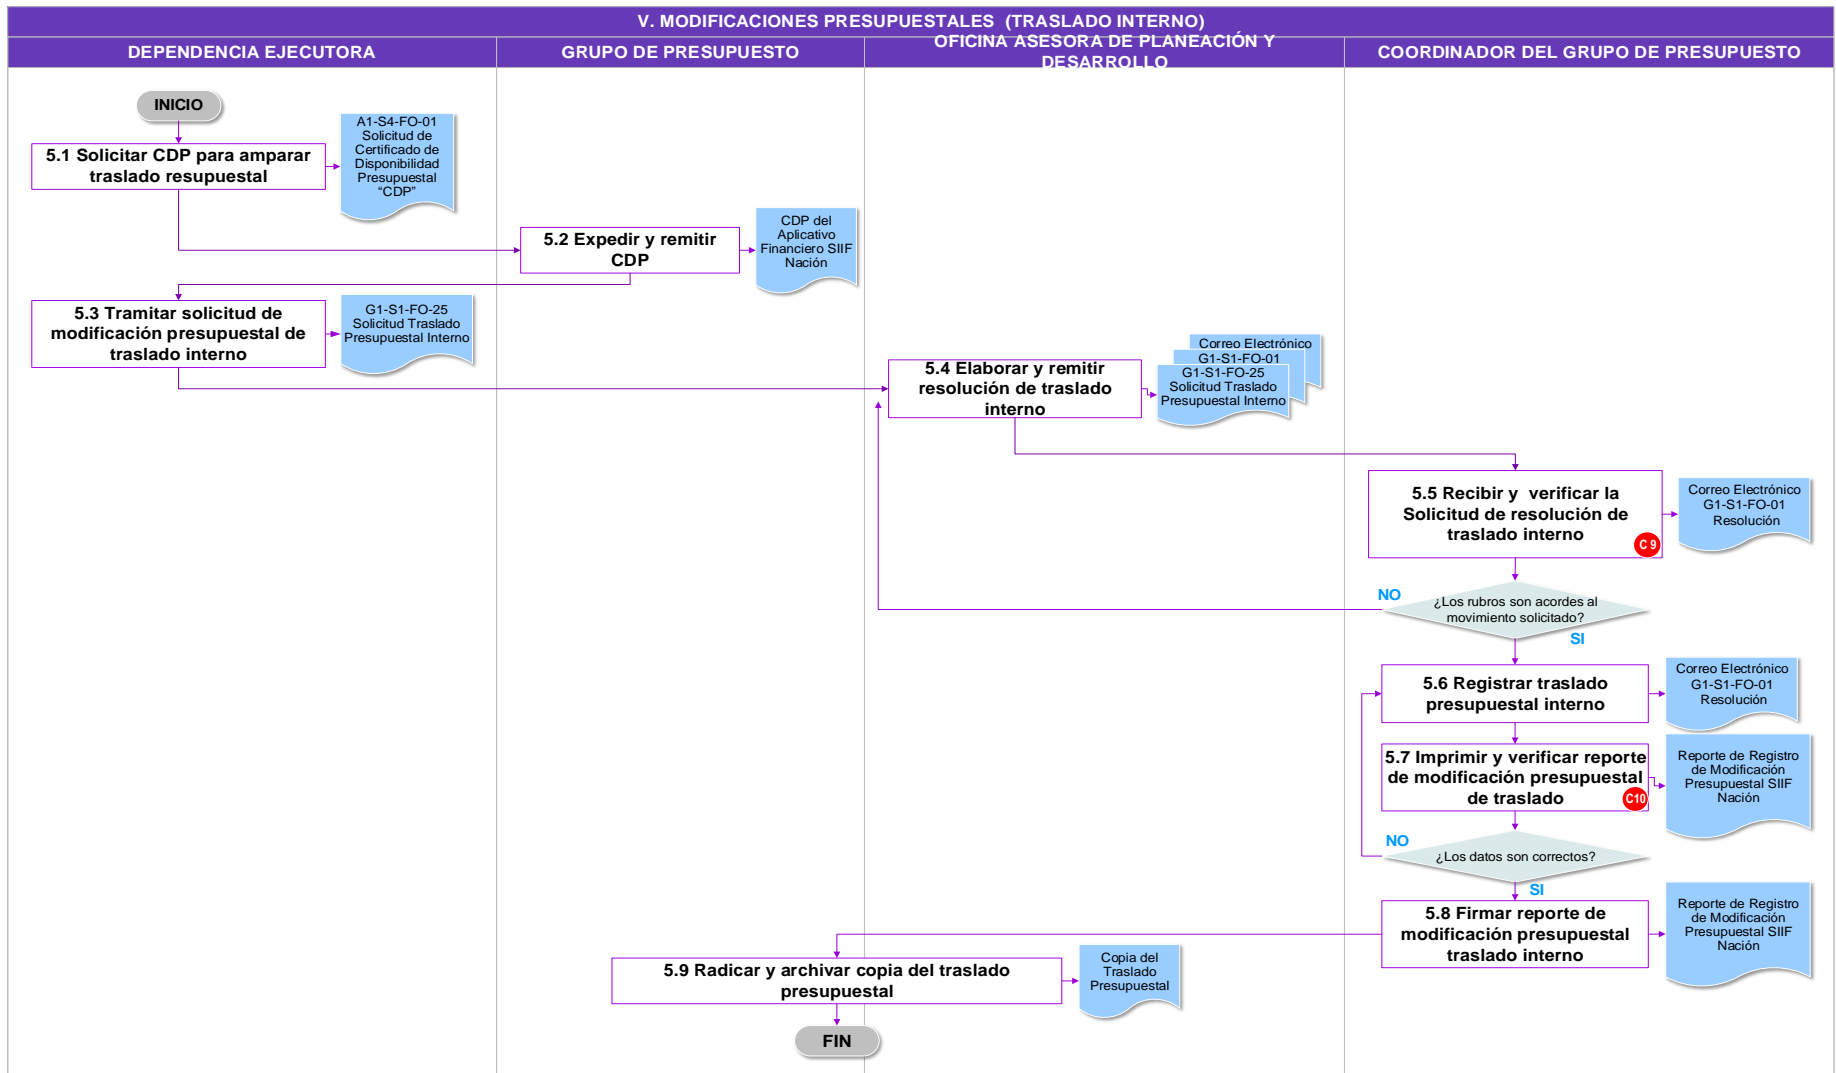 V. MODIFICACIONES PRESUPUESTALES (TRASLADO INTERNO)
DEPENDENCIA EJECUTORA
GRUPO DE PRESUPUESTO
OFICINA ASESORA DE PLANEACIÓN Y
DESARROLLO
COORDINADOR DEL GRUPO DE PRESUPUESTO
INICIO
5.1 Solicitar CDP para amparar
traslado resupuestal
A1-S4-FO-01
Solicitud de
Certificado de
Disponibilidad
Presupuestal
“CDP”
5.2 Expedir y remitir
CDP
CDP del
Aplicativo
Financiero SIIF
Nación
5.3 Tramitar solicitud de
modificación presupuestal de
traslado interno
G1-S1-FO-25
Solicitud Traslado
Presupuestal Interno
5.4 Elaborar y remitir
resolución de traslado
interno
Correo Electrónico
G1-S1-FO-01
G1-S1-FO-25
Solicitud Traslado
Presupuestal Interno
5.5 Recibir y verificar la
Solicitud de resolución de
traslado interno
C 9
Correo Electrónico
G1-S1-FO-01
Resolución
NO
¿Los rubros son acordes al
movimiento solicitado?
SI
5.6 Registrar traslado
presupuestal interno
Correo Electrónico
G1-S1-FO-01
Resolución
5.7 Imprimir y verificar reporte
de modificación presupuestal
de traslado
C10
Reporte de Registro
de Modificación
Presupuestal SIIF
Nación
NO
¿Los datos son correctos?
SI
5.8 Firmar reporte de
modificación presupuestal
traslado interno
Reporte de Registro
de Modificación
Presupuestal SIIF
Nación
5.9 Radicar y archivar copia del traslado
presupuestal
Copia del
Traslado
Presupuestal
FIN